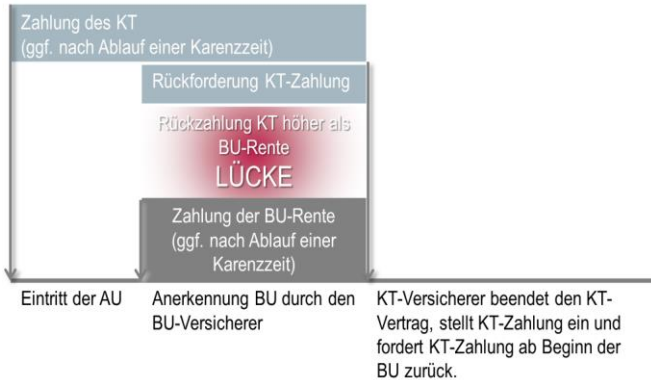 Zahlung des KT
(ggf. nach Ablauf einer Karenzzeit)
Rückforderung KT-Zahlung
Rückzahlung KT höher als
BU-Rente
LÜCKE
Zahlung der BU-Rente
(ggf. nach Ablauf einer
Karenzzeit)
Eintritt der AU
Anerkennung BU durch den
BU-Versicherer
KT-Versicherer beendet den KT-
Vertrag, stellt KT-Zahlung ein und
fordert KT-Zahlung ab Beginn der
BU zurück.